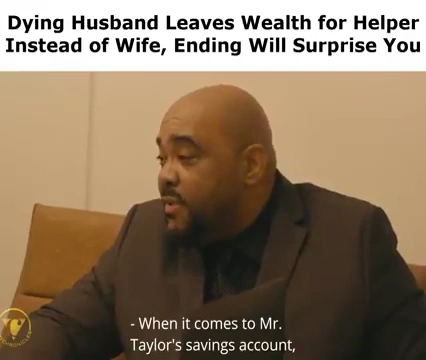 Dying Husband Leaves Wealth for Helper
Instead of Wife, Ending Will Surprise You
- When it comes to Mr.
Taylor's savings account,